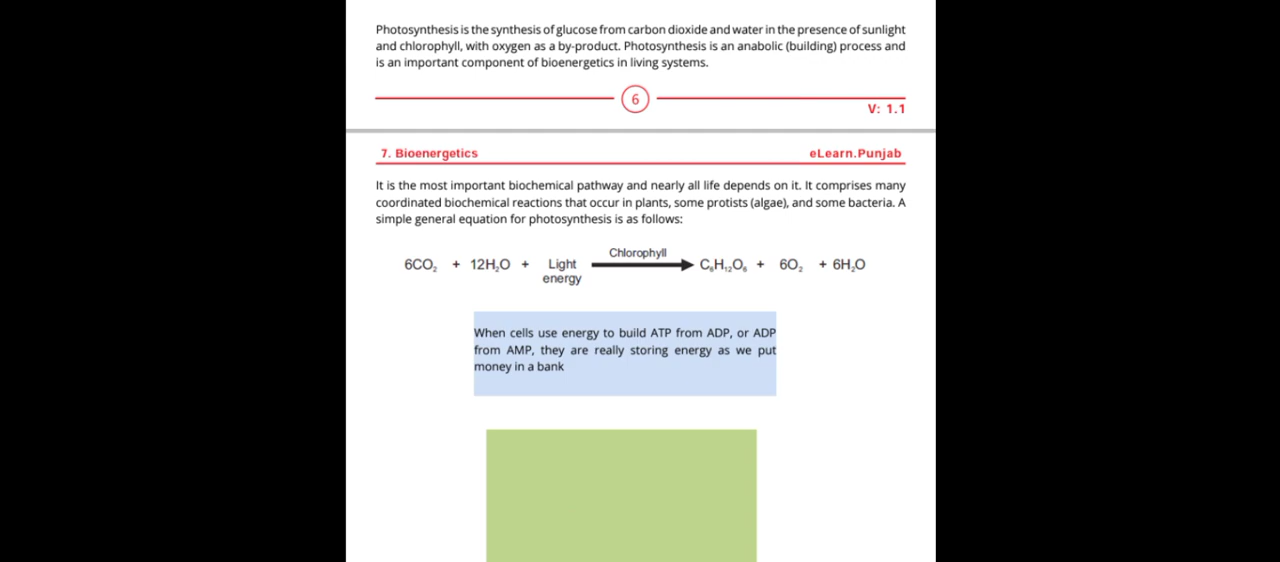 Photosynthesis is the synthesis of glucose from carbon dioxide and water in the presence of sunlight
and chlorophyll, with oxygen as a by-product. Photosynthesis is an anabolic (building) process and
is an important component of bioenergetics in living systems.
6
V: 1.1
7. Bioenergetics
eLearn.Punjab
It is the most important biochemical pathway and nearly all life depends on it. It comprises many
coordinated biochemical reactions that occur in plants, some protists (algae), and some bacteria. A
simple general equation for photosynthesis is as follows:
Chlorophyll
6CO₂ + 12H₂O + Light C₆H₁₂O₆ + 6O₂ + 6H₂O
energy
When cells use energy to build ATP from ADP, or ADP
from AMP, they are really storing energy as we put
money in a bank